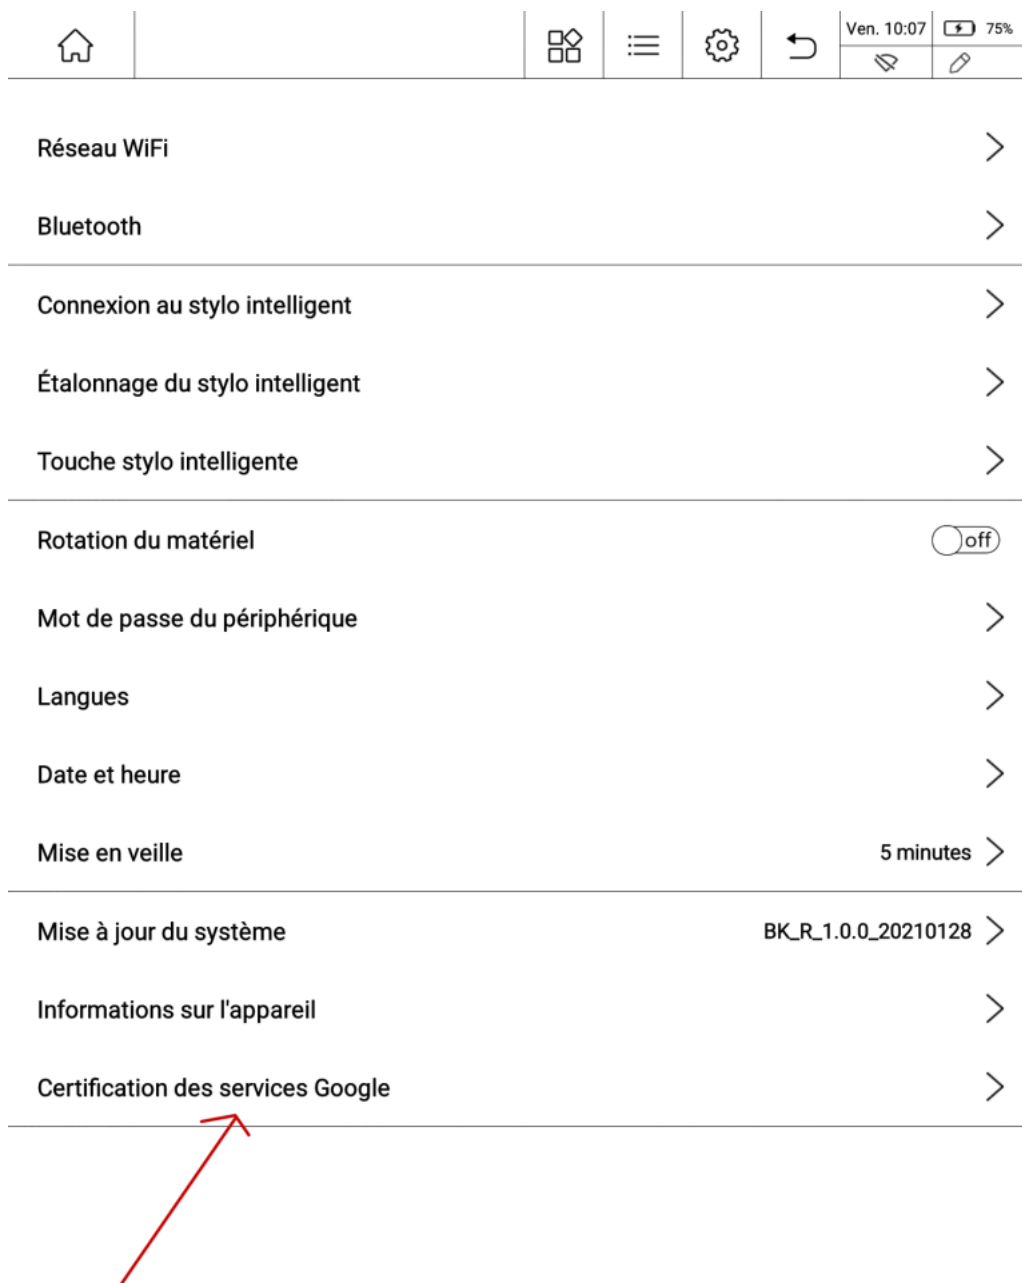 Ven. 10:07
75%
Réseau WiFi
Bluetooth
Connexion au stylo intelligent
Étalonnage du stylo intelligent
Touche stylo intelligente
Rotation du matériel
off
Mot de passe du périphérique
Langues
Date et heure
Mise en veille
5 minutes
Mise à jour du système
BK_R_1.0.0_20210128
Informations sur l'appareil
Certification des services Google